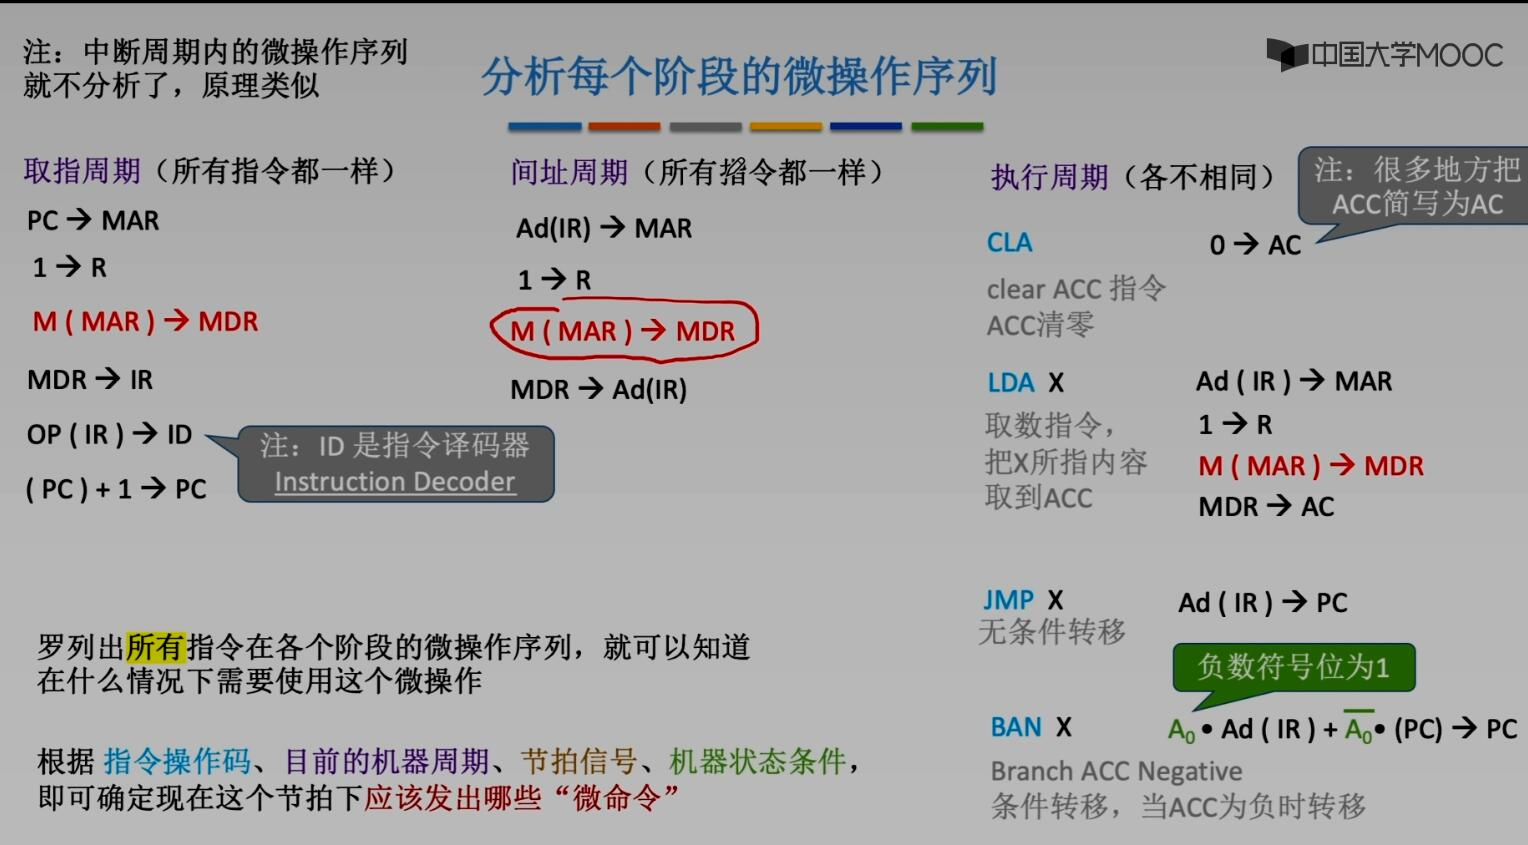 注：中断周期内的微操作序列
就不分析了，原理类似
分析每个阶段的微操作序列
中国大学MOOC
取指周期（所有指令都一样）
PC → MAR
1 → R
M ( MAR ) → MDR
MDR → IR
OP ( IR ) → ID
注：ID 是指令译码器
Instruction Decoder
( PC ) + 1 → PC
间址周期（所有指令都一样）
Ad(IR) → MAR
1 → R
M ( MAR ) → MDR
MDR → Ad(IR)
执行周期（各不相同）
注：很多地方把
ACC简写为AC
CLA 0 → AC
clear ACC 指令
ACC清零
LDA X
取数指令，
把X所指内容
取到ACC
Ad ( IR ) → MAR
1 → R
M ( MAR ) → MDR
MDR → AC
JMP X Ad ( IR ) → PC
无条件转移
负数符号位为1
BAN X A₀ • Ad ( IR ) + A̅₀• (PC) → PC
Branch ACC Negative
条件转移，当ACC为负时转移
罗列出所有指令在各个阶段的微操作序列，就可以知道
在什么情况下需要使用这个微操作
根据 指令操作码、目前的机器周期、节拍信号、机器状态条件，
即可确定现在这个节拍下应该发出哪些“微命令”